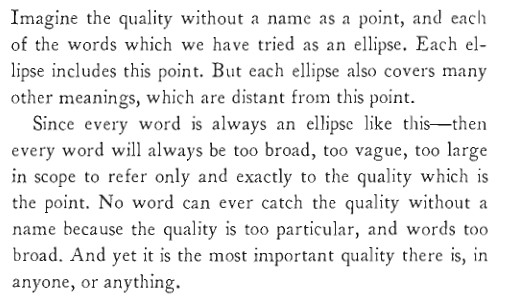 Imagine the quality without a name as a point, and each
of the words which we have tried as an ellipse. Each el-
lipse includes this point. But each ellipse also covers many
other meanings, which are distant from this point.
Since every word is always an ellipse like this—then
every word will always be too broad, too vague, too large
in scope to refer only and exactly to the quality which is
the point. No word can ever catch the quality without a
name because the quality is too particular, and words too
broad. And yet it is the most important quality there is, in
anyone, or anything.